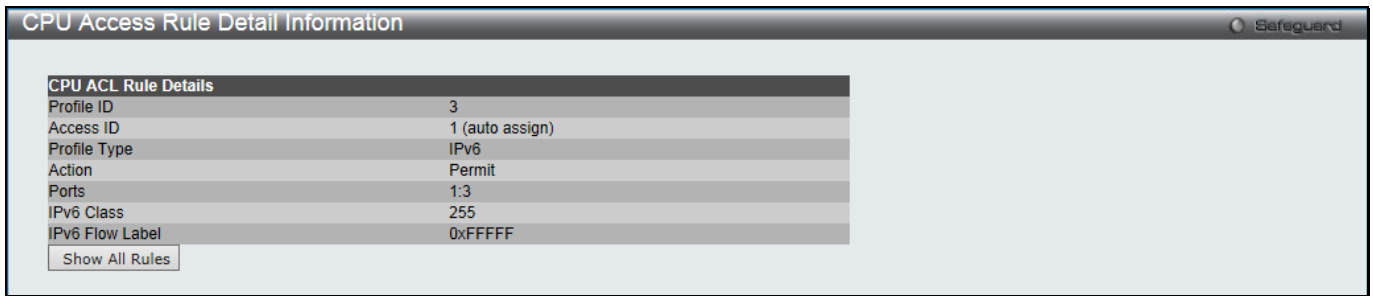 CPU Access Rule Detail Information
Safeguard
CPU ACL Rule Details
Profile ID 3
Access ID 1 (auto assign)
Profile Type IPv6
Action Permit
Ports 1:3
IPv6 Class 255
IPv6 Flow Label 0xFFFFF
Show All Rules